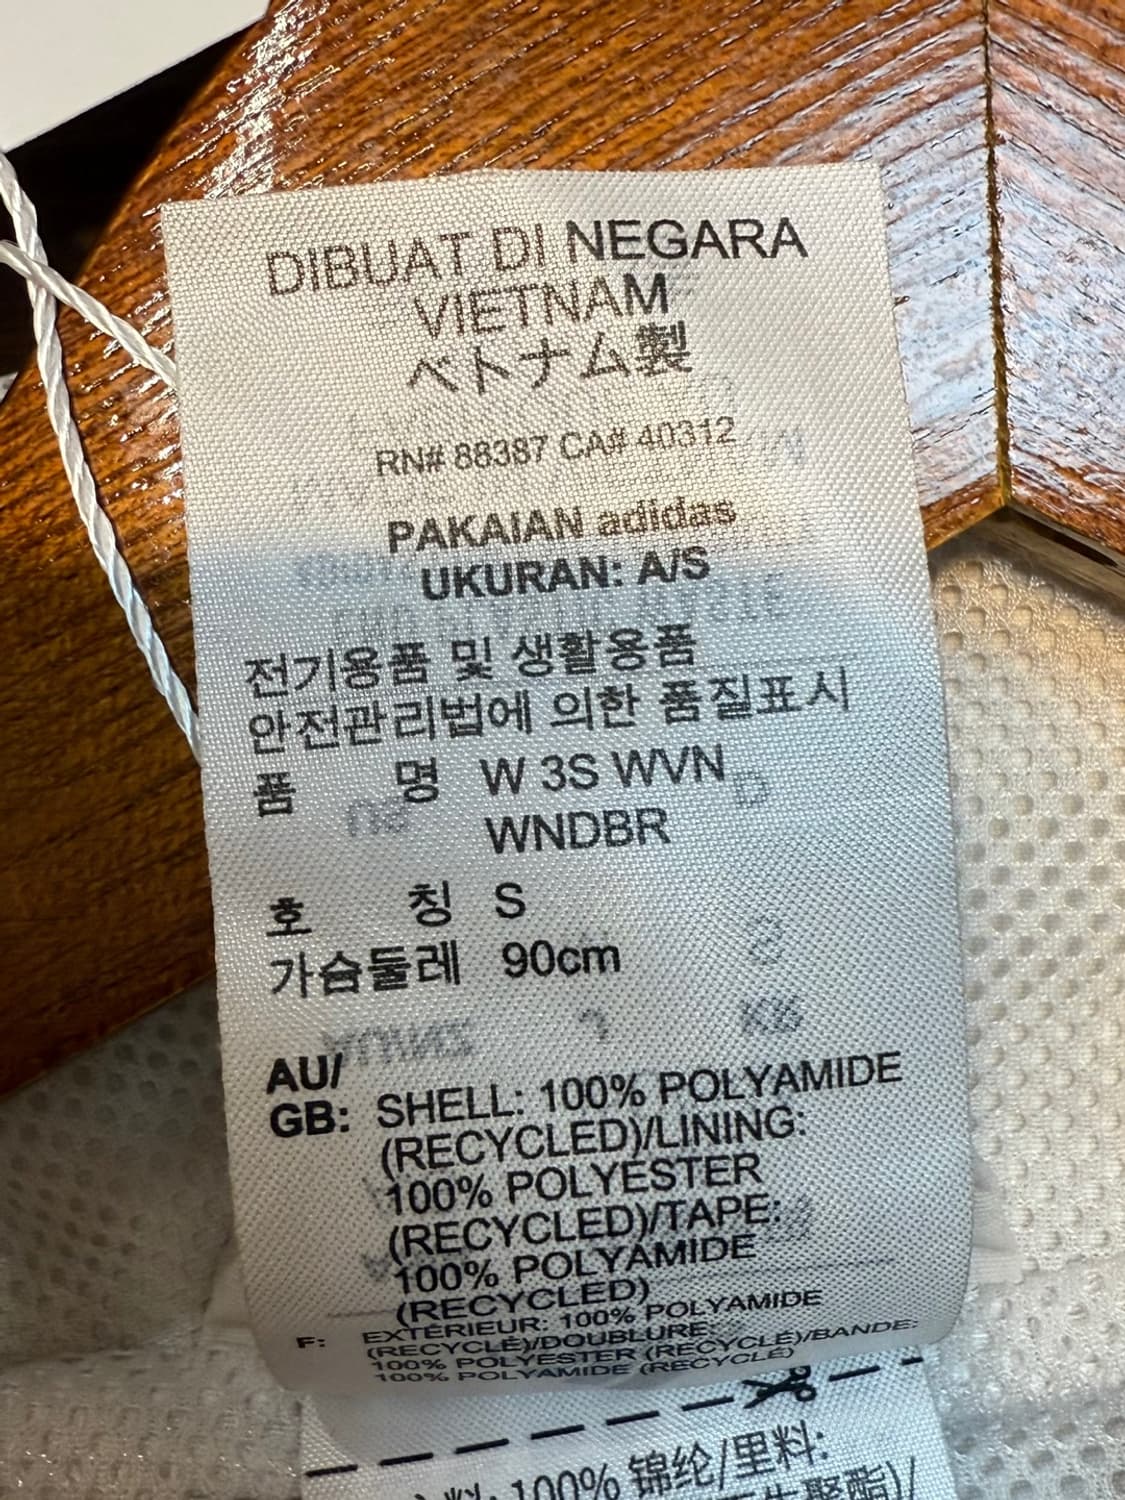 DIBUAT DI NEGARA
VIETNAM
ベトナム製
RN# 88387 CA# 40312
PAKAIAN adidas
UKURAN: A/S
전기용품 및 생활용품
안전관리법에 의한 품질표시
품 명 W 3S WVN
WNDBR
호 칭 S
가슴둘레 90cm
AU/
GB: SHELL: 100% POLYAMIDE
(RECYCLED)/LINING:
100% POLYESTER
(RECYCLED)/TAPE:
100% POLYAMIDE
(RECYCLED)
F: EXTÉRIEUR: 100% POLYAMIDE
(RECYCLÉ)/DOUBLURE:
100% POLYESTER (RECYCLÉ)/BANDE:
100% POLYAMIDE (RECYCLÉ)
料: 100% 锦纶/里料:
生聚酯)/